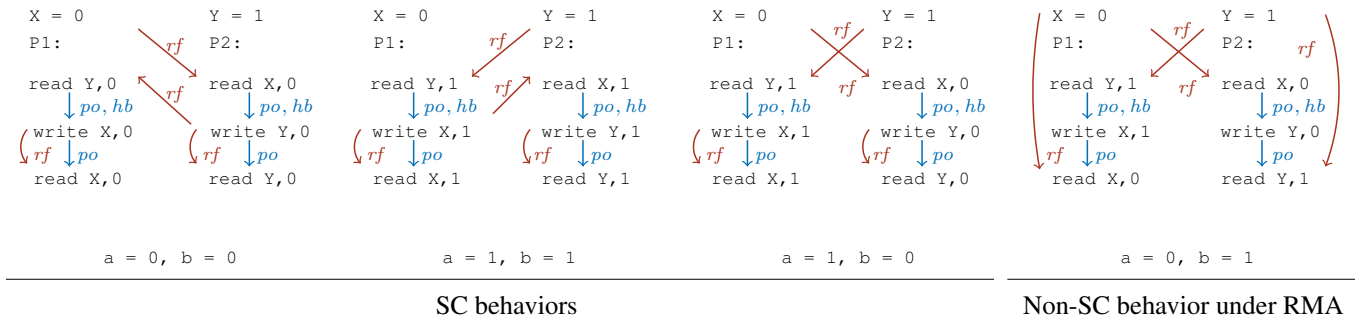 X = 0 Y = 1 X = 0 Y = 1 X = 0 Y = 1 X = 0 Y = 1
P1: rf P2: P1: rf P2: P1: rf P2: P1: rf P2: rf
read Y,0 rf read X,0 read Y,1 rf read X,1 read Y,1 rf read X,0 read Y,1 rf read X,0
po, hb po, hb po, hb po, hb po, hb po, hb po, hb po, hb
write X,0 write Y,0 write X,1 write Y,1 write X,1 write Y,0 write X,1 write Y,0
rf po rf po rf po rf po rf po rf po rf po po
read X,0 read Y,0 read X,1 read Y,1 read X,1 read Y,0 read X,0 read Y,1
a = 0, b = 0 a = 1, b = 1 a = 1, b = 0 a = 0, b = 1
SC behaviors Non-SC behavior under RMA